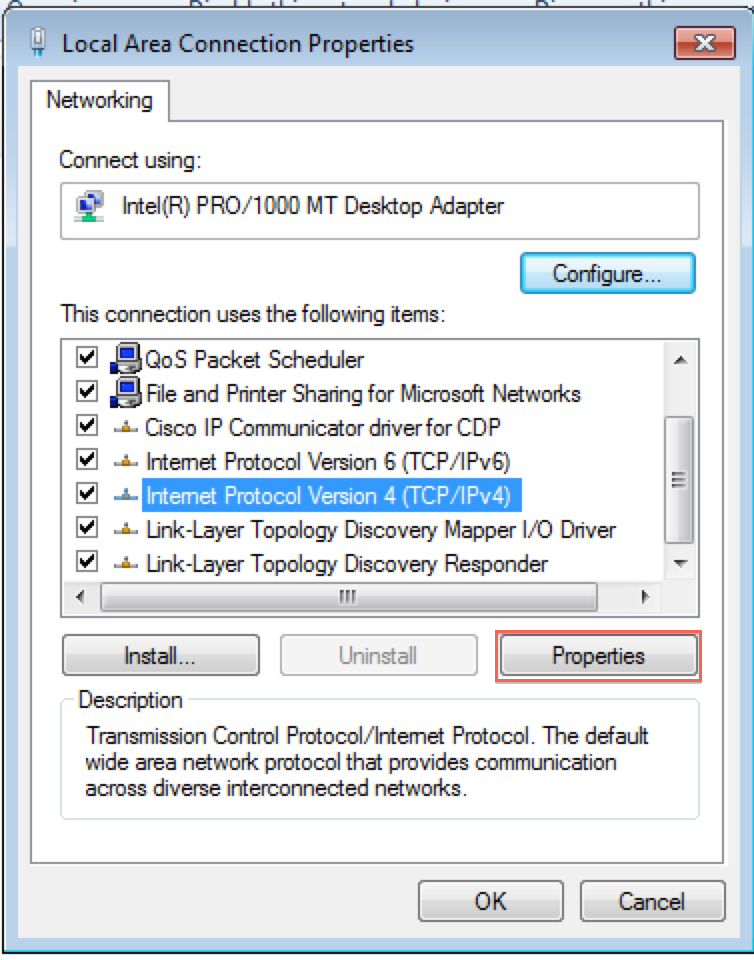 Local Area Connection Properties
Networking
Connect using:
Intel(R) PRO/1000 MT Desktop Adapter
Configure...
This connection uses the following items:
QoS Packet Scheduler
File and Printer Sharing for Microsoft Networks
Cisco IP Communicator driver for CDP
Internet Protocol Version 6 (TCP/IPv6)
Internet Protocol Version 4 (TCP/IPv4)
Link-Layer Topology Discovery Mapper I/O Driver
Link-Layer Topology Discovery Responder
Install... Uninstall Properties
Description
Transmission Control Protocol/Internet Protocol. The default
wide area network protocol that provides communication
across diverse interconnected networks.
OK Cancel